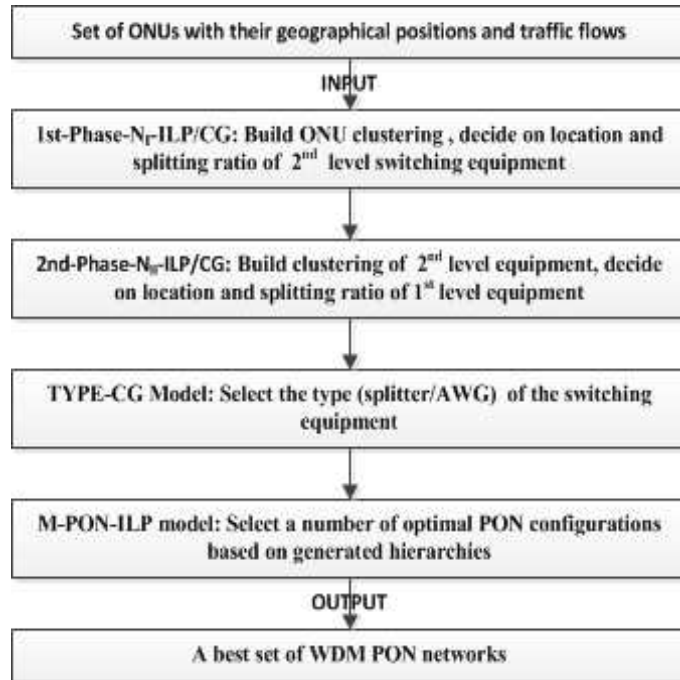 Set of ONUs with their geographical positions and traffic flows
INPUT
1st-Phase-N_I-ILP/CG: Build ONU clustering , decide on location and
splitting ratio of 2nd level switching equipment
2nd-Phase-N_II-ILP/CG: Build clustering of 2nd level equipment, decide
on location and splitting ratio of 1st level equipment
TYPE-CG Model: Select the type (splitter/AWG) of the switching
equipment
M-PON-ILP model: Select a number of optimal PON configurations
based on generated hierarchies
OUTPUT
A best set of WDM PON networks